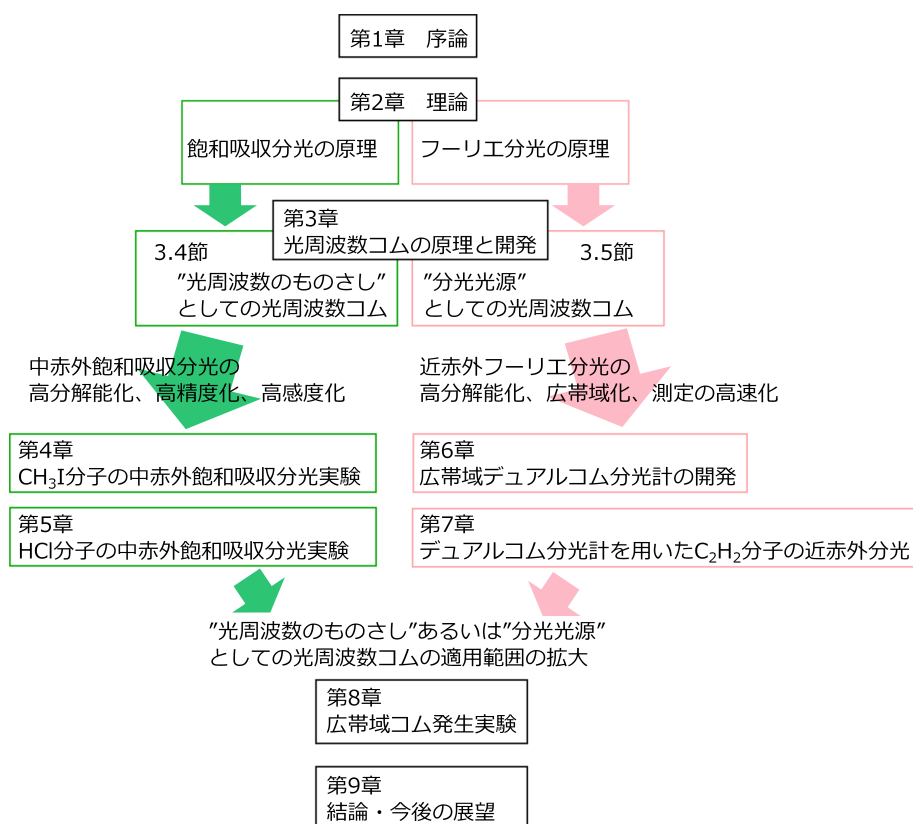 第1章　序論
第2章　理論
飽和吸収分光の原理
フーリエ分光の原理
第3章
光周波数コムの原理と開発
3.4節
”光周波数のものさし”
としての光周波数コム
3.5節
”分光光源”
としての光周波数コム
中赤外飽和吸収分光の
高分解能化、高精度化、高感度化
近赤外フーリエ分光の
高分解能化、広帯域化、測定の高速化
第4章
CH₃I分子の中赤外飽和吸収分光実験
第5章
HCl分子の中赤外飽和吸収分光実験
第6章
広帯域デュアルコム分光計の開発
第7章
デュアルコム分光計を用いたC₂H₂分子の近赤外分光
”光周波数のものさし”あるいは”分光光源”
としての光周波数コムの適用範囲の拡大
第8章
広帯域コム発生実験
第9章
結論・今後の展望